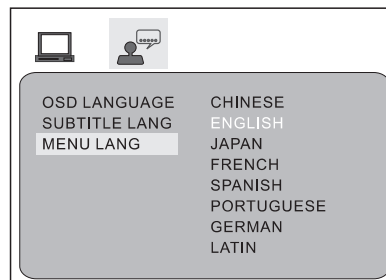 OSD LANGUAGE
SUBTITLE LANG
MENU LANG
CHINESE
ENGLISH
JAPAN
FRENCH
SPANISH
PORTUGUESE
GERMAN
LATIN